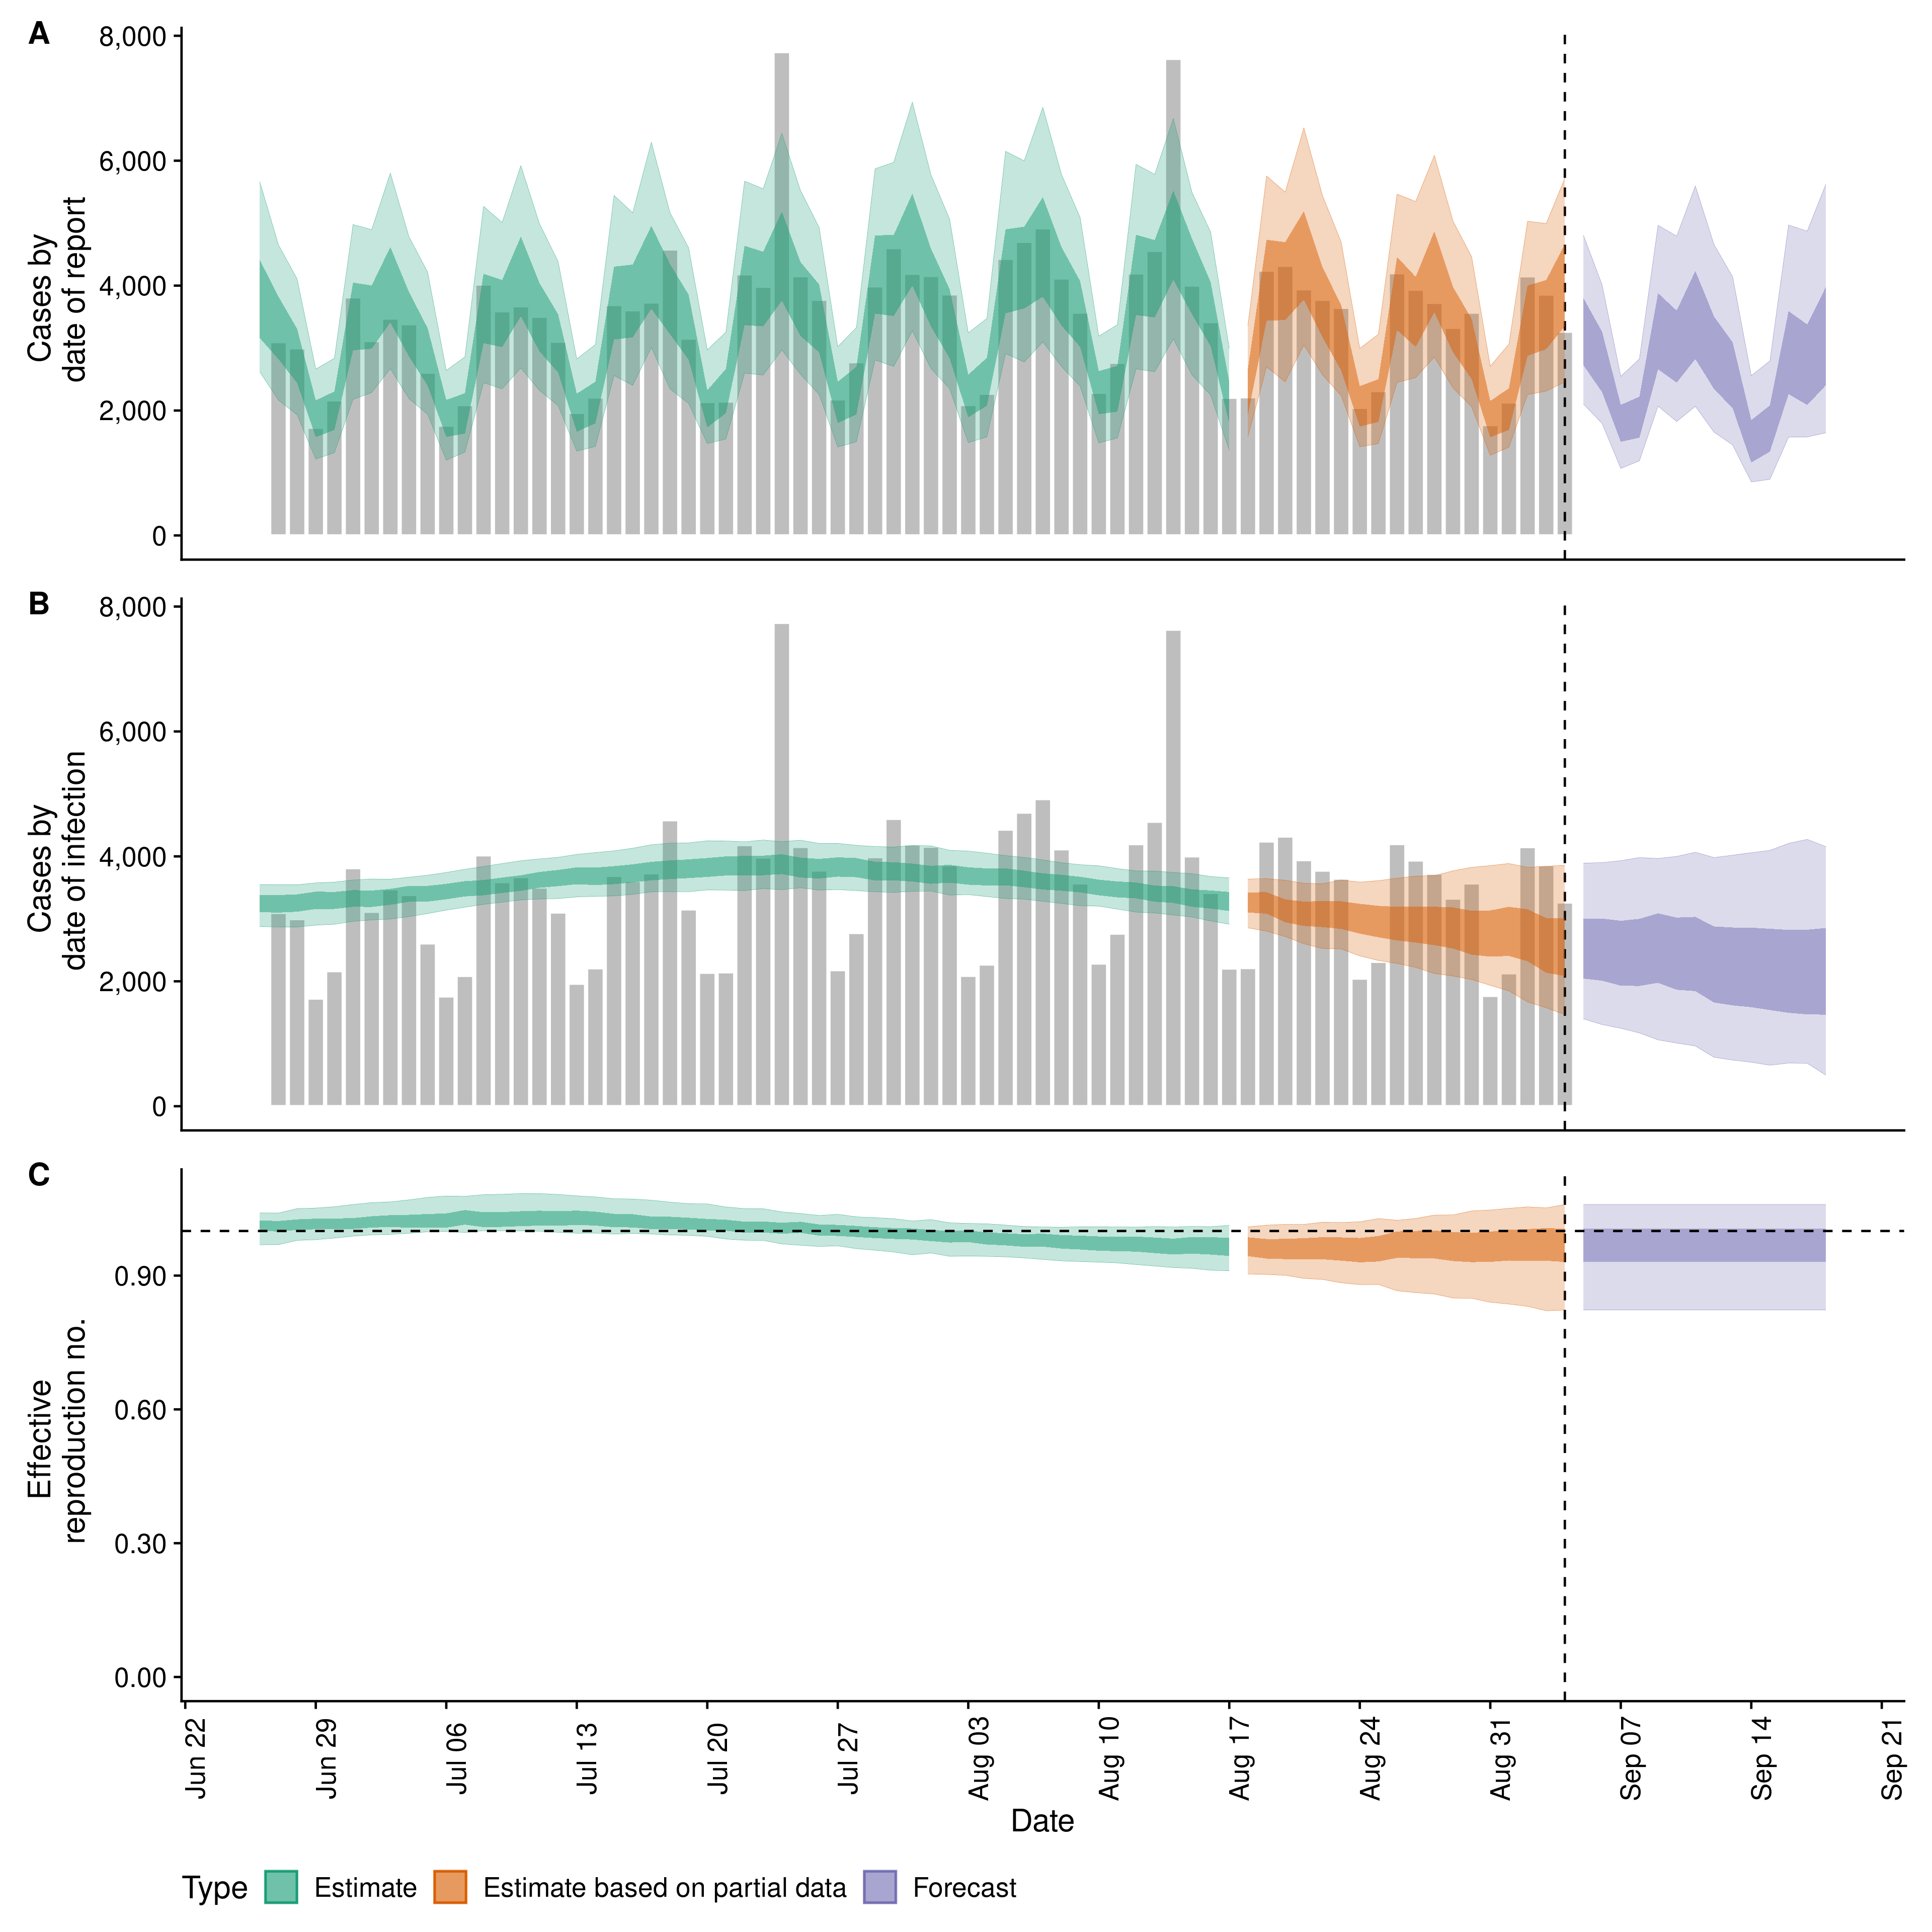 A
8,000
6,000
4,000
2,000
0
Cases by
date of report
B
8,000
6,000
4,000
2,000
0
Cases by
date of infection
C
0.90
0.60
0.30
0.00
Effective
reproduction no.
Jun 22
Jun 29
Jul 06
Jul 13
Jul 20
Jul 27
Aug 03
Aug 10
Aug 17
Aug 24
Aug 31
Sep 07
Sep 14
Sep 21
Date
Type Estimate Estimate based on partial data Forecast